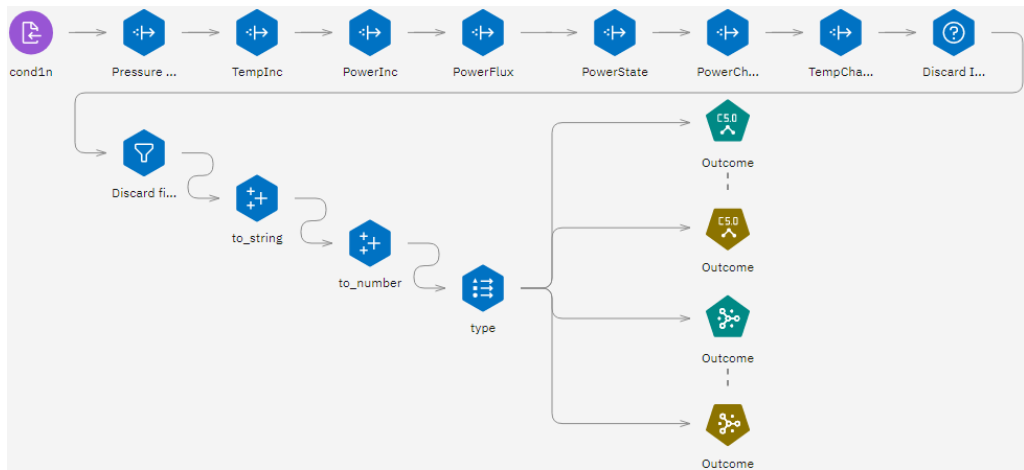 cond1n
Pressure ...
TempInc
PowerInc
PowerFlux
PowerState
PowerCh...
TempCha...
Discard I...
C5.0
Outcome
Discard fi...
to_string
C5.0
to_number
Outcome
type
Outcome
Outcome